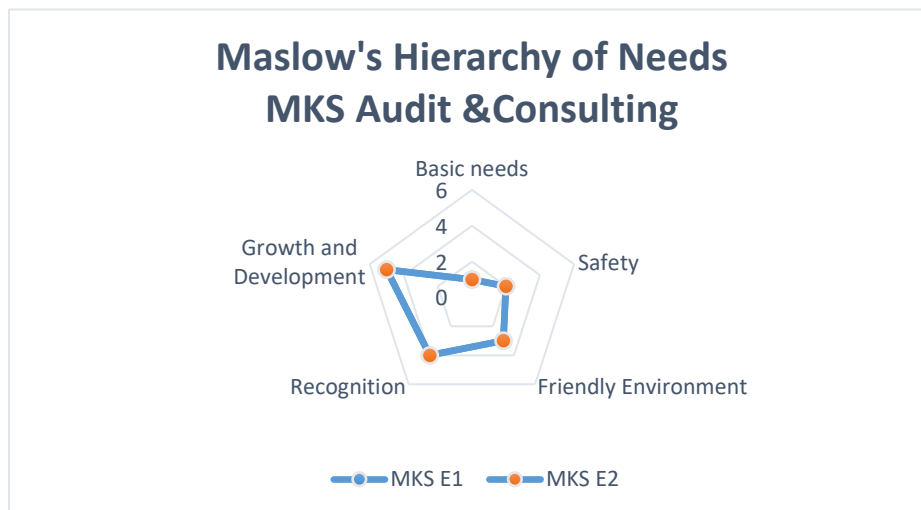 Maslow's Hierarchy of Needs
MKS Audit &Consulting
Basic needs
6
4
2
0
Safety
Friendly Environment
Recognition
Growth and
Development
MKS E1
MKS E2